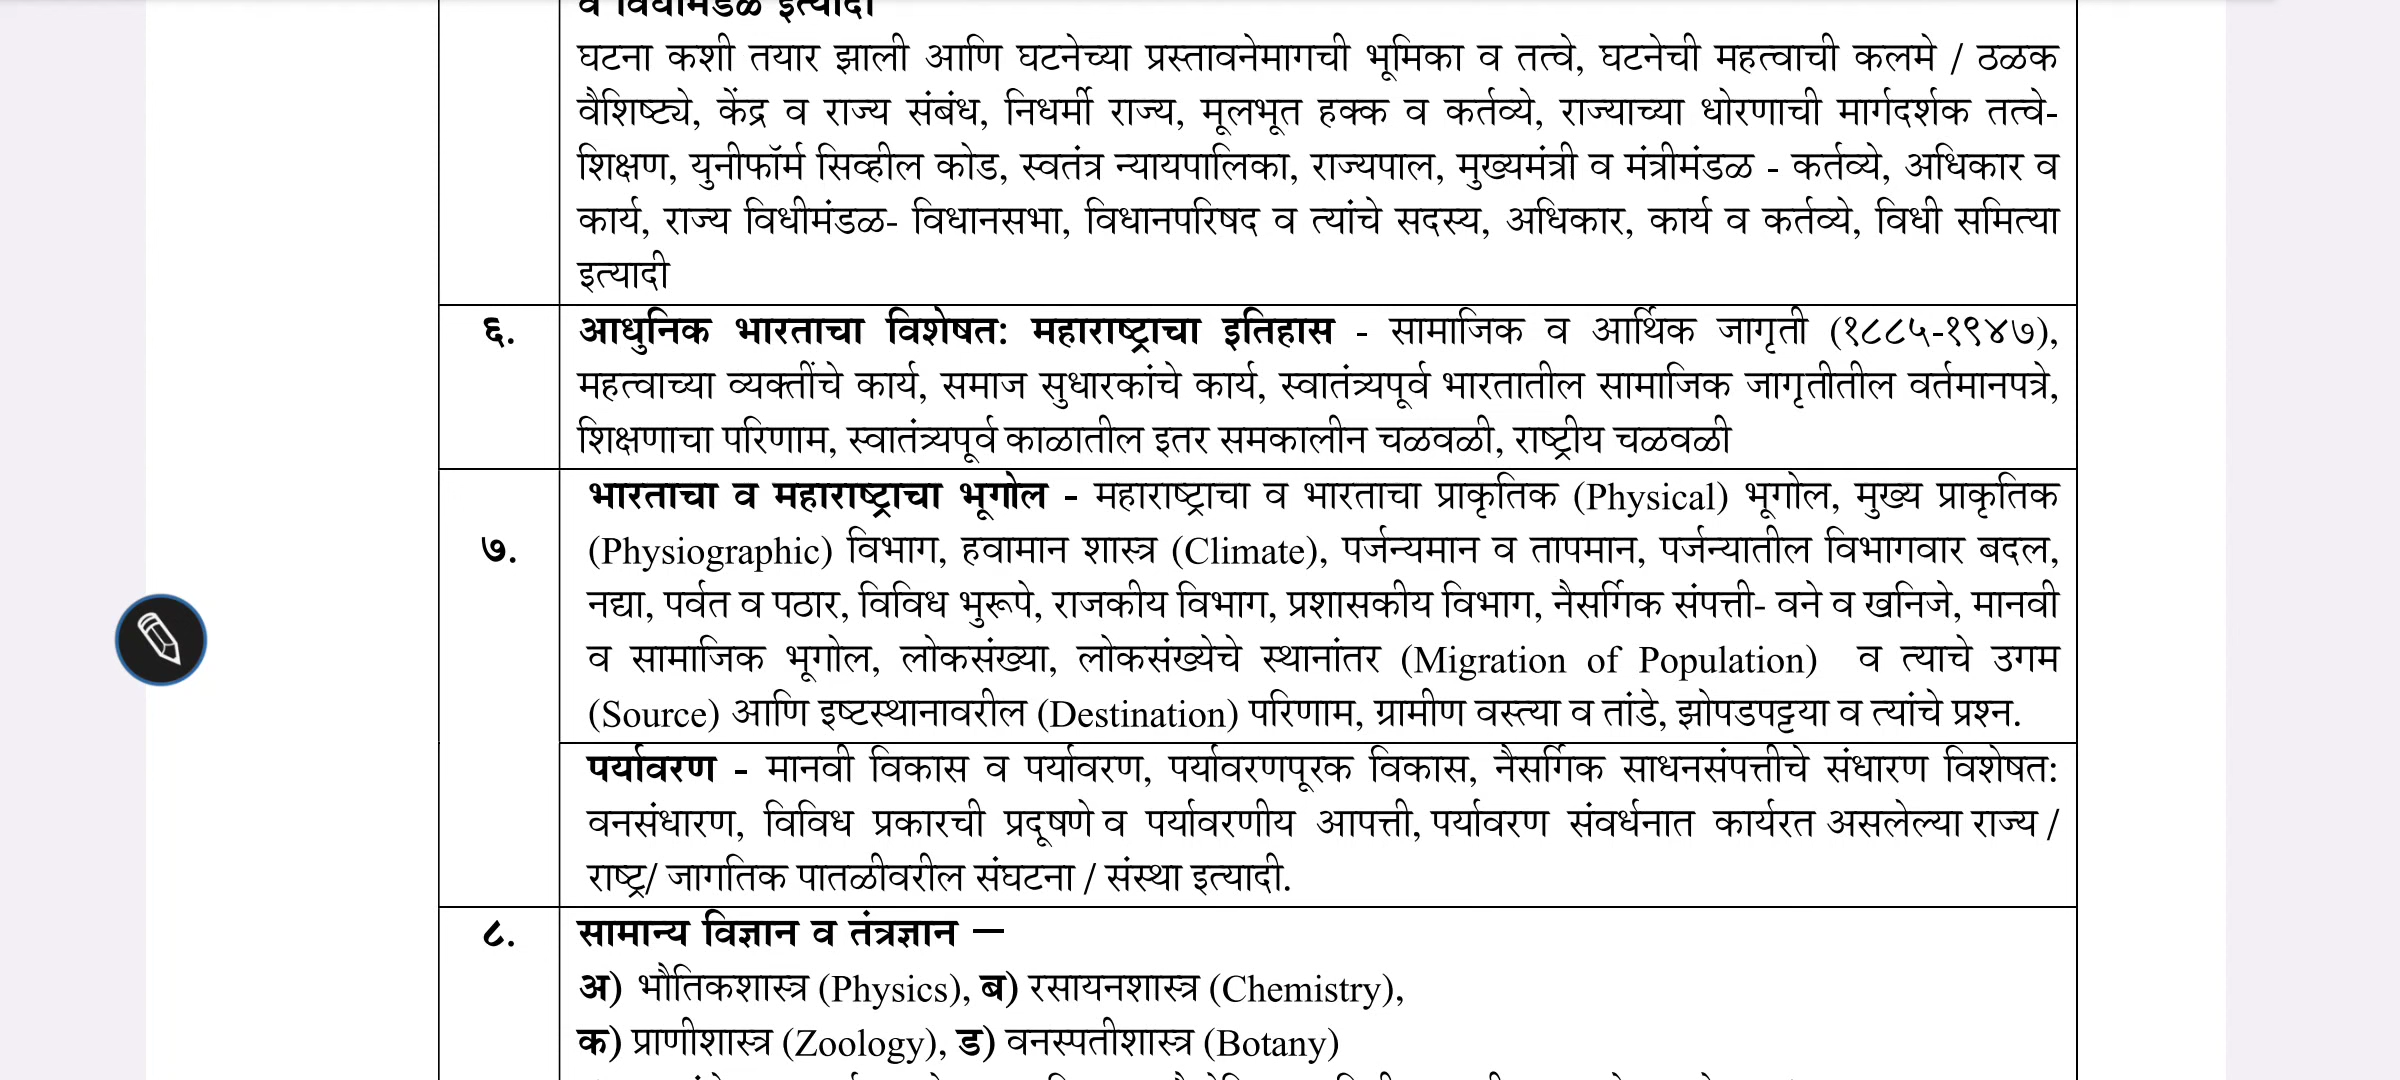 व विधीमंडळ इत्यादी
घटना कशी तयार झाली आणि घटनेच्या प्रस्तावनेमागची भूमिका व तत्वे, घटनेची महत्वाची कलमे / ठळक
वैशिष्ट्ये, केंद्र व राज्य संबंध, निधर्मी राज्य, मूलभूत हक्क व कर्तव्ये, राज्याच्या धोरणाची मार्गदर्शक तत्वे-
शिक्षण, युनीफॉर्म सिव्हील कोड, स्वतंत्र न्यायपालिका, राज्यपाल, मुख्यमंत्री व मंत्रीमंडळ - कर्तव्ये, अधिकार व
कार्य, राज्य विधीमंडळ- विधानसभा, विधानपरिषद व त्यांचे सदस्य, अधिकार, कार्य व कर्तव्ये, विधी समित्या
इत्यादी
६. आधुनिक भारताचा विशेषत: महाराष्ट्राचा इतिहास - सामाजिक व आर्थिक जागृती (१८८५-१९४७),
महत्वाच्या व्यक्तींचे कार्य, समाज सुधारकांचे कार्य, स्वातंत्र्यपूर्व भारतातील सामाजिक जागृतीतील वर्तमानपत्रे,
शिक्षणाचा परिणाम, स्वातंत्र्यपूर्व काळातील इतर समकालीन चळवळी, राष्ट्रीय चळवळी
भारताचा व महाराष्ट्राचा भूगोल - महाराष्ट्राचा व भारताचा प्राकृतिक (Physical) भूगोल, मुख्य प्राकृतिक
७. (Physiographic) विभाग, हवामान शास्त्र (Climate), पर्जन्यमान व तापमान, पर्जन्यातील विभागवार बदल,
नद्या, पर्वत व पठार, विविध भुरूपे, राजकीय विभाग, प्रशासकीय विभाग, नैसर्गिक संपत्ती- वने व खनिजे, मानवी
व सामाजिक भूगोल, लोकसंख्या, लोकसंख्येचे स्थानांतर (Migration of Population) व त्याचे उगम
(Source) आणि इष्टस्थानावरील (Destination) परिणाम, ग्रामीण वस्त्या व तांडे, झोपडपट्टया व त्यांचे प्रश्न.
पर्यावरण - मानवी विकास व पर्यावरण, पर्यावरणपूरक विकास, नैसर्गिक साधनसंपत्तीचे संधारण विशेषत:
वनसंधारण, विविध प्रकारची प्रदूषणे व पर्यावरणीय आपत्ती, पर्यावरण संवर्धनात कार्यरत असलेल्या राज्य /
राष्ट्र/ जागतिक पातळीवरील संघटना / संस्था इत्यादी.
८. सामान्य विज्ञान व तंत्रज्ञान —
अ) भौतिकशास्त्र (Physics), ब) रसायनशास्त्र (Chemistry),
क) प्राणीशास्त्र (Zoology), ड) वनस्पतीशास्त्र (Botany)